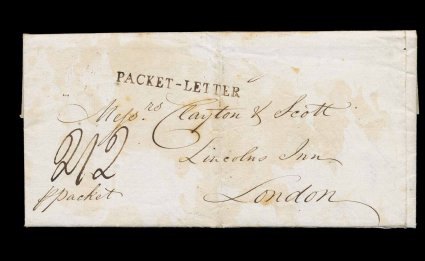 PACKET-LETTER
Messrs Clayton & Scott
Lincolns Inn
London
2/2
p packet